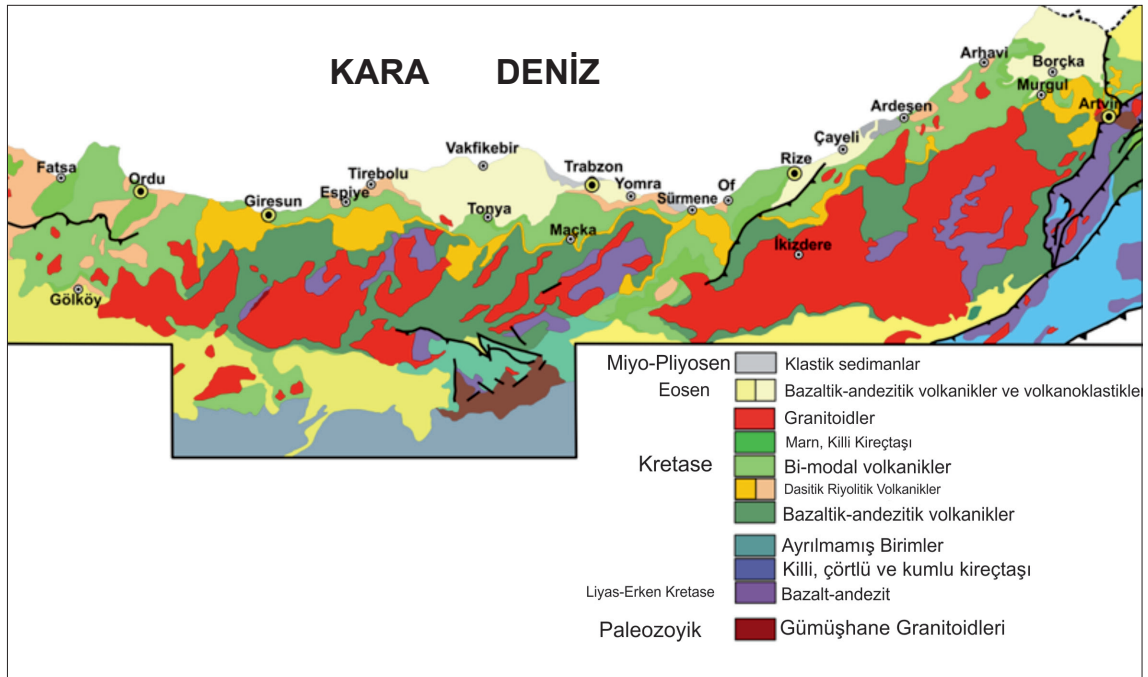 KARA DENİZ
Arhavi
Borçka
Murgul
Artvin
Ardeşen
Çayeli
Rize
Vakfikebir
Trabzon
Fatsa
Ordu
Tirebolu
Yomra
Of
Giresun
Espiye
Sürmene
Tonya
Maçka
İkizdere
Gölköy
Miyo-Pliyosen Klastik sedimanlar
Eosen Bazaltik-andezitik volkanikler ve volkanoklastikler
Granitoidler
Marn, Killi Kireçtaşı
Kretase Bi-modal volkanikler
Dasitik Riyolitik Volkanikler
Bazaltik-andezitik volkanikler
Ayrılmamış Birimler
Killi, çörtlü ve kumlu kireçtaşı
Liyas-Erken Kretase Bazalt-andezit
Paleozoyik Gümüşhane Granitoidleri